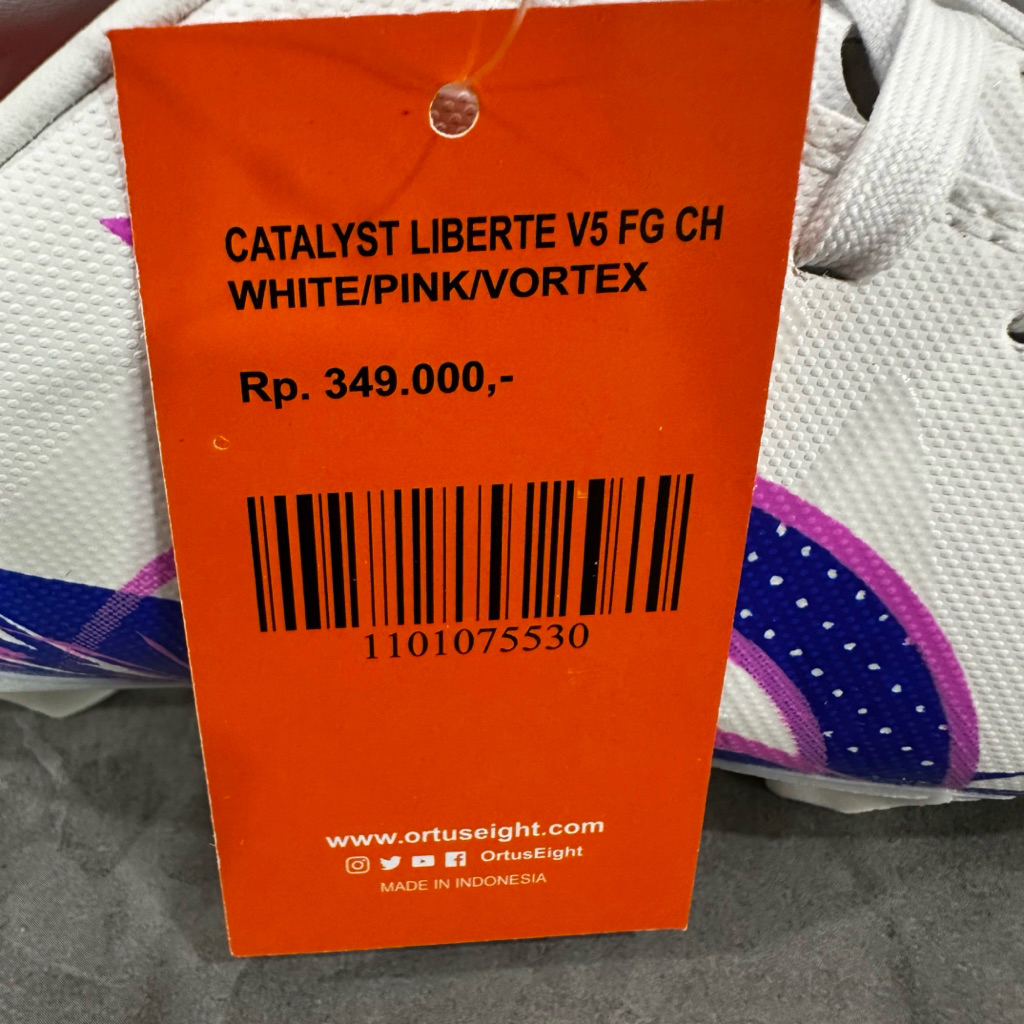 CATALYST LIBERTE V5 FG CH
WHITE/PINK/VORTEX
Rp. 349.000,-
1101075530
www.ortuseight.com
OrtusEight
MADE IN INDONESIA